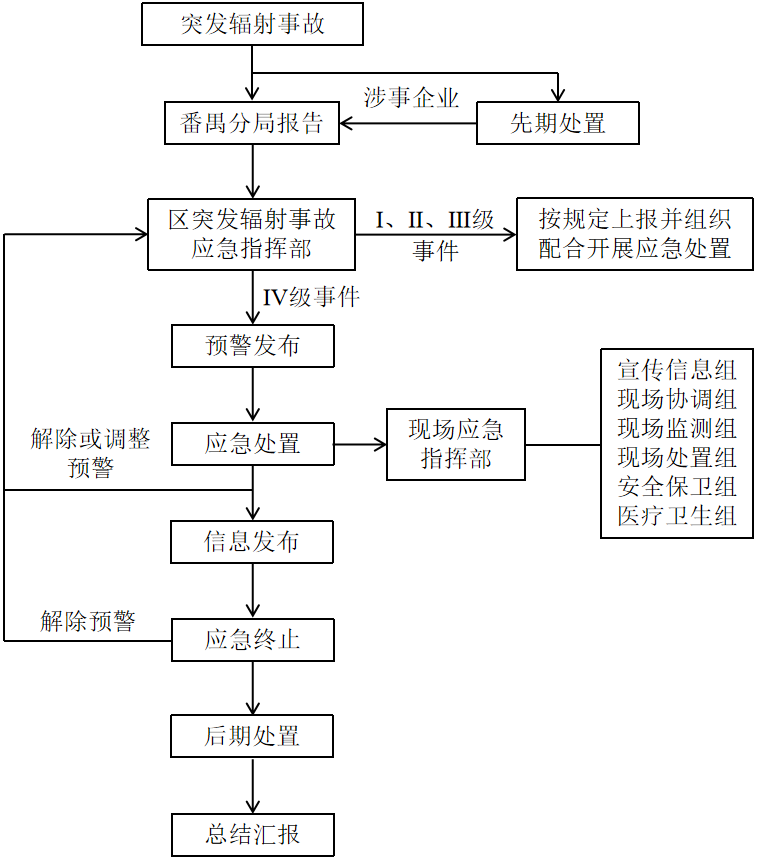 突发辐射事故
涉事企业
番禺分局报告
先期处置
区突发辐射事故
应急指挥部
I、II、III级
事件
按规定上报并组织
配合开展应急处置
IV级事件
预警发布
解除或调整
预警
应急处置
现场应急
指挥部
宣传信息组
现场协调组
现场监测组
现场处置组
安全保卫组
医疗卫生组
信息发布
解除预警
应急终止
后期处置
总结汇报